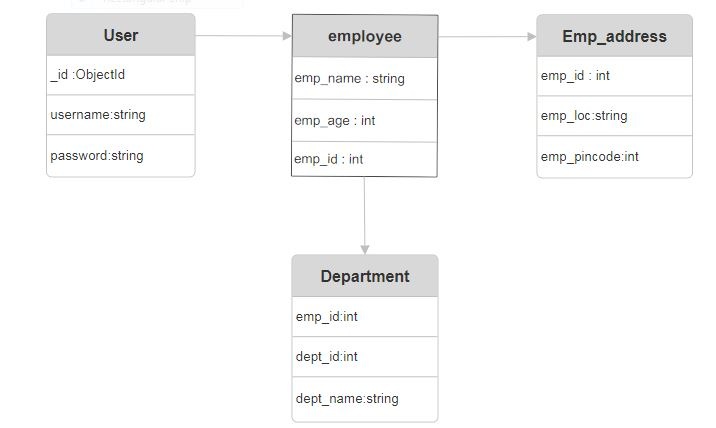 User
_id :ObjectId
username:string
password:string
employee
emp_name : string
emp_age : int
emp_id : int
Emp_address
emp_id : int
emp_loc:string
emp_pincode:int
Department
emp_id:int
dept_id:int
dept_name:string